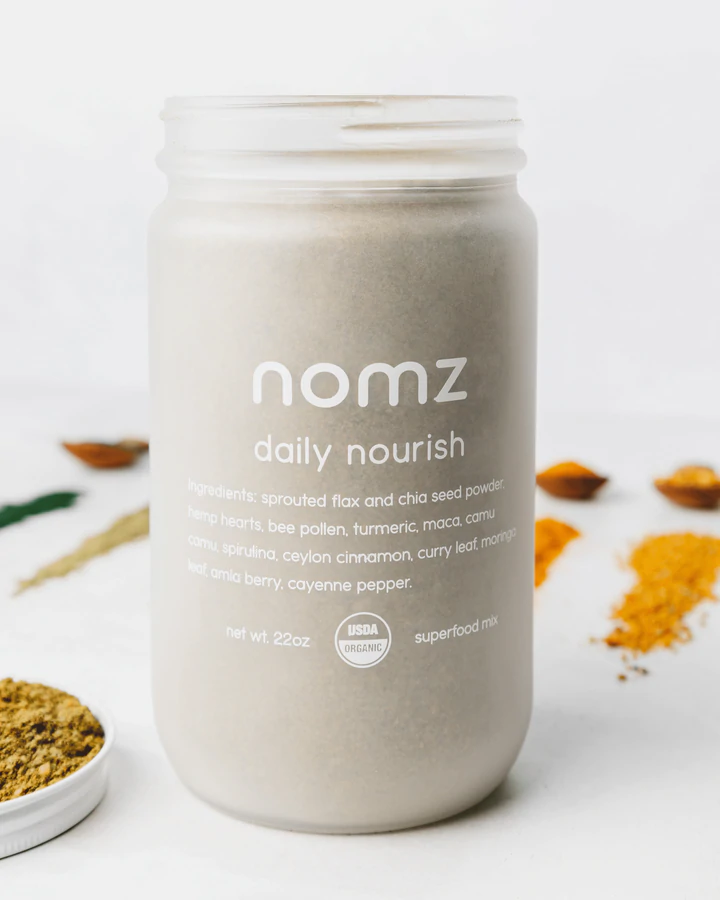 nomz
daily nourish
ingredients: sprouted flax and chia seed powder,
hemp hearts, bee pollen, turmeric, maca, camu
camu, spirulina, ceylon cinnamon, curry leaf, moringa
leaf, amla berry, cayenne pepper.
net wt. 22oz
USDA
ORGANIC
superfood mix